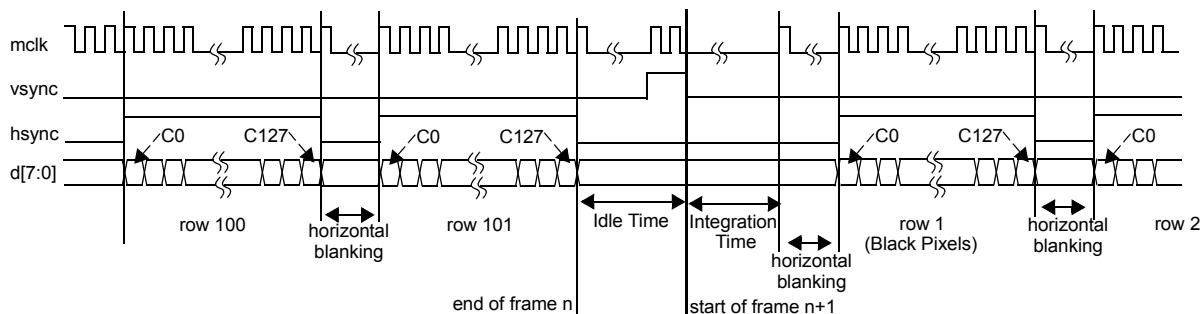 mclk
vsync
hsync
d[7:0]
C0 C127 C0 C127 C0 C127 C0
row 100
horizontal
blanking
row 101
Idle Time
Integration
Time
horizontal
blanking
row 1
(Black Pixels)
horizontal
blanking
row 2
end of frame n
start of frame n+1